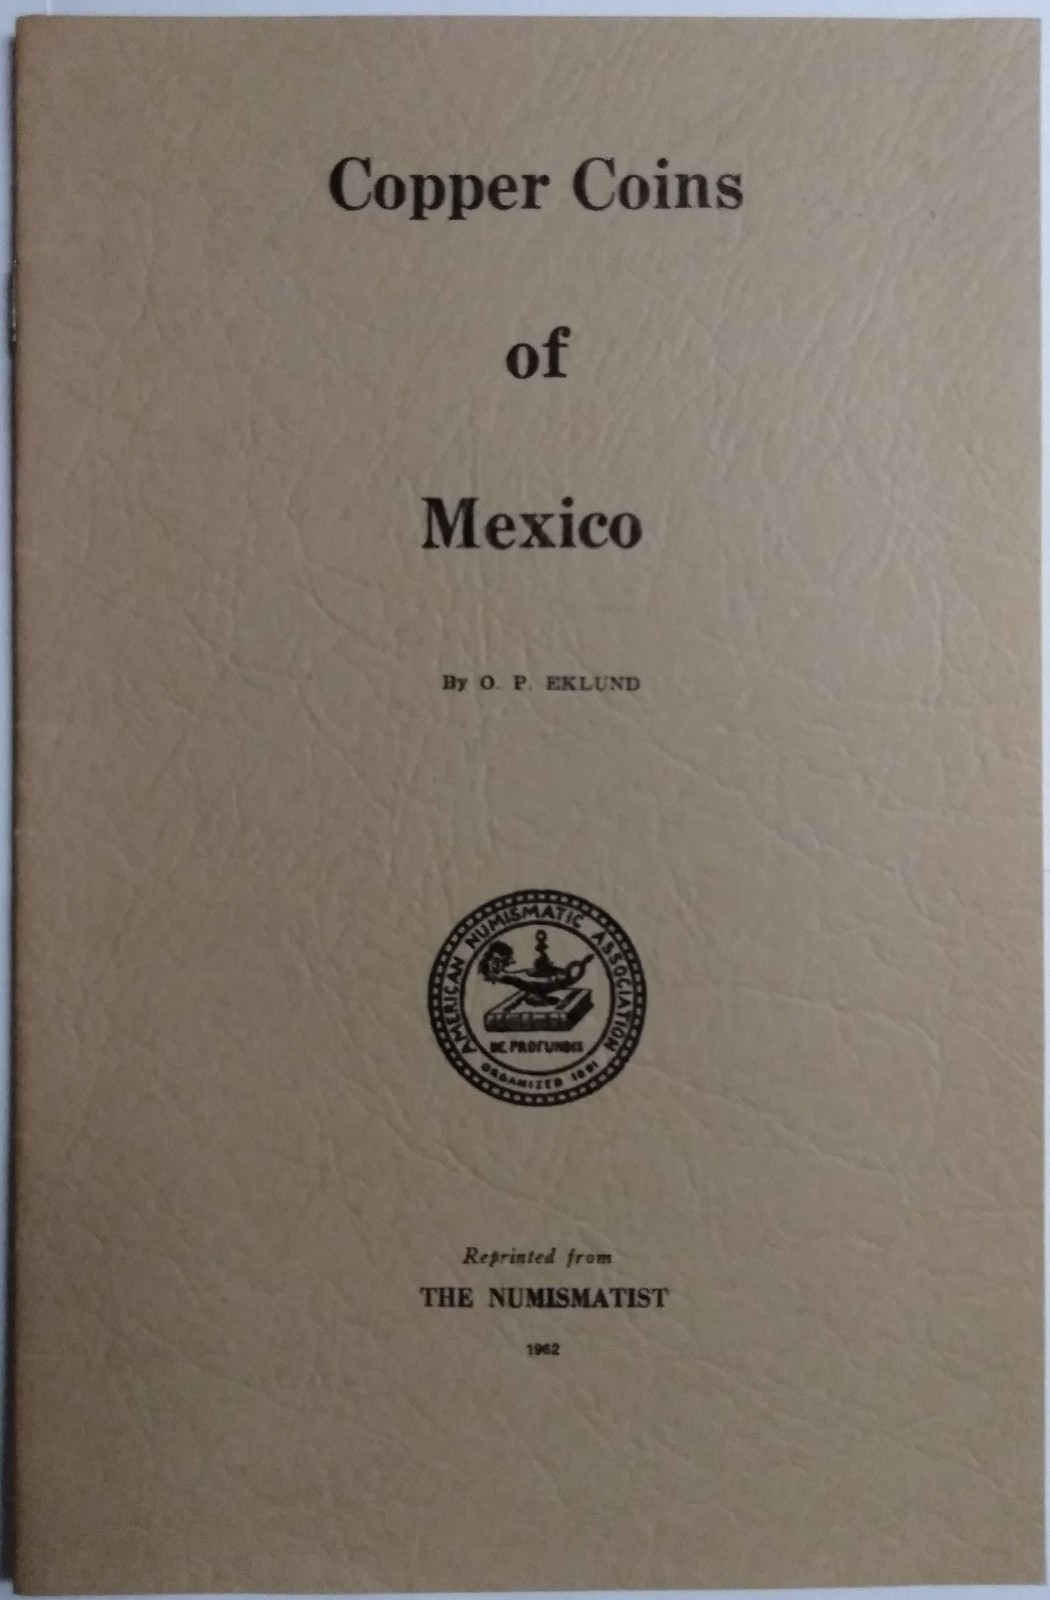 Copper Coins
of
Mexico
By O. P. EKLUND
AMERICAN NUMISMATIC ASSOCIATION
DE PROFUNDIS
ORGANIZED 1891
Reprinted from
THE NUMISMATIST
1962